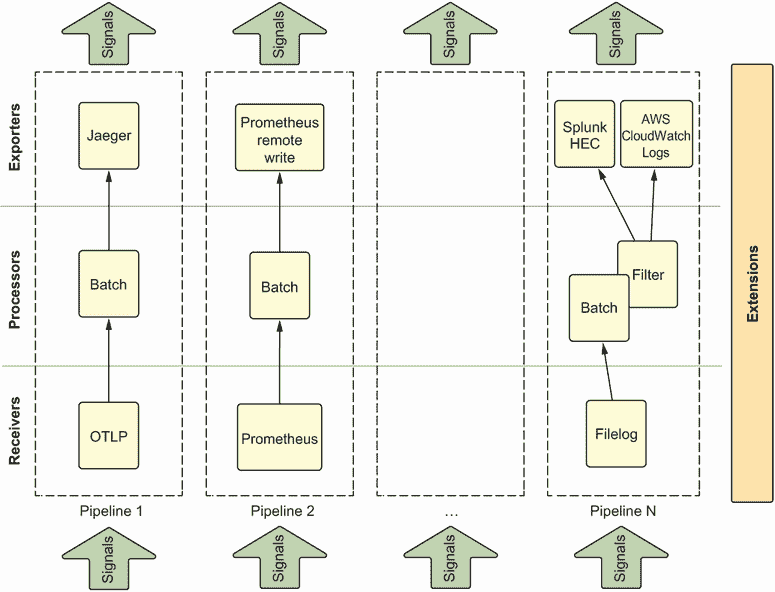 Signals
Signals
Signals
Signals
Exporters
Jaeger
Prometheus
remote
write
Splunk
HEC
AWS
CloudWatch
Logs
Processors
Batch
Batch
Batch
Filter
Extensions
Receivers
OTLP
Prometheus
Filelog
Pipeline 1
Pipeline 2
...
Pipeline N
Signals
Signals
Signals
Signals